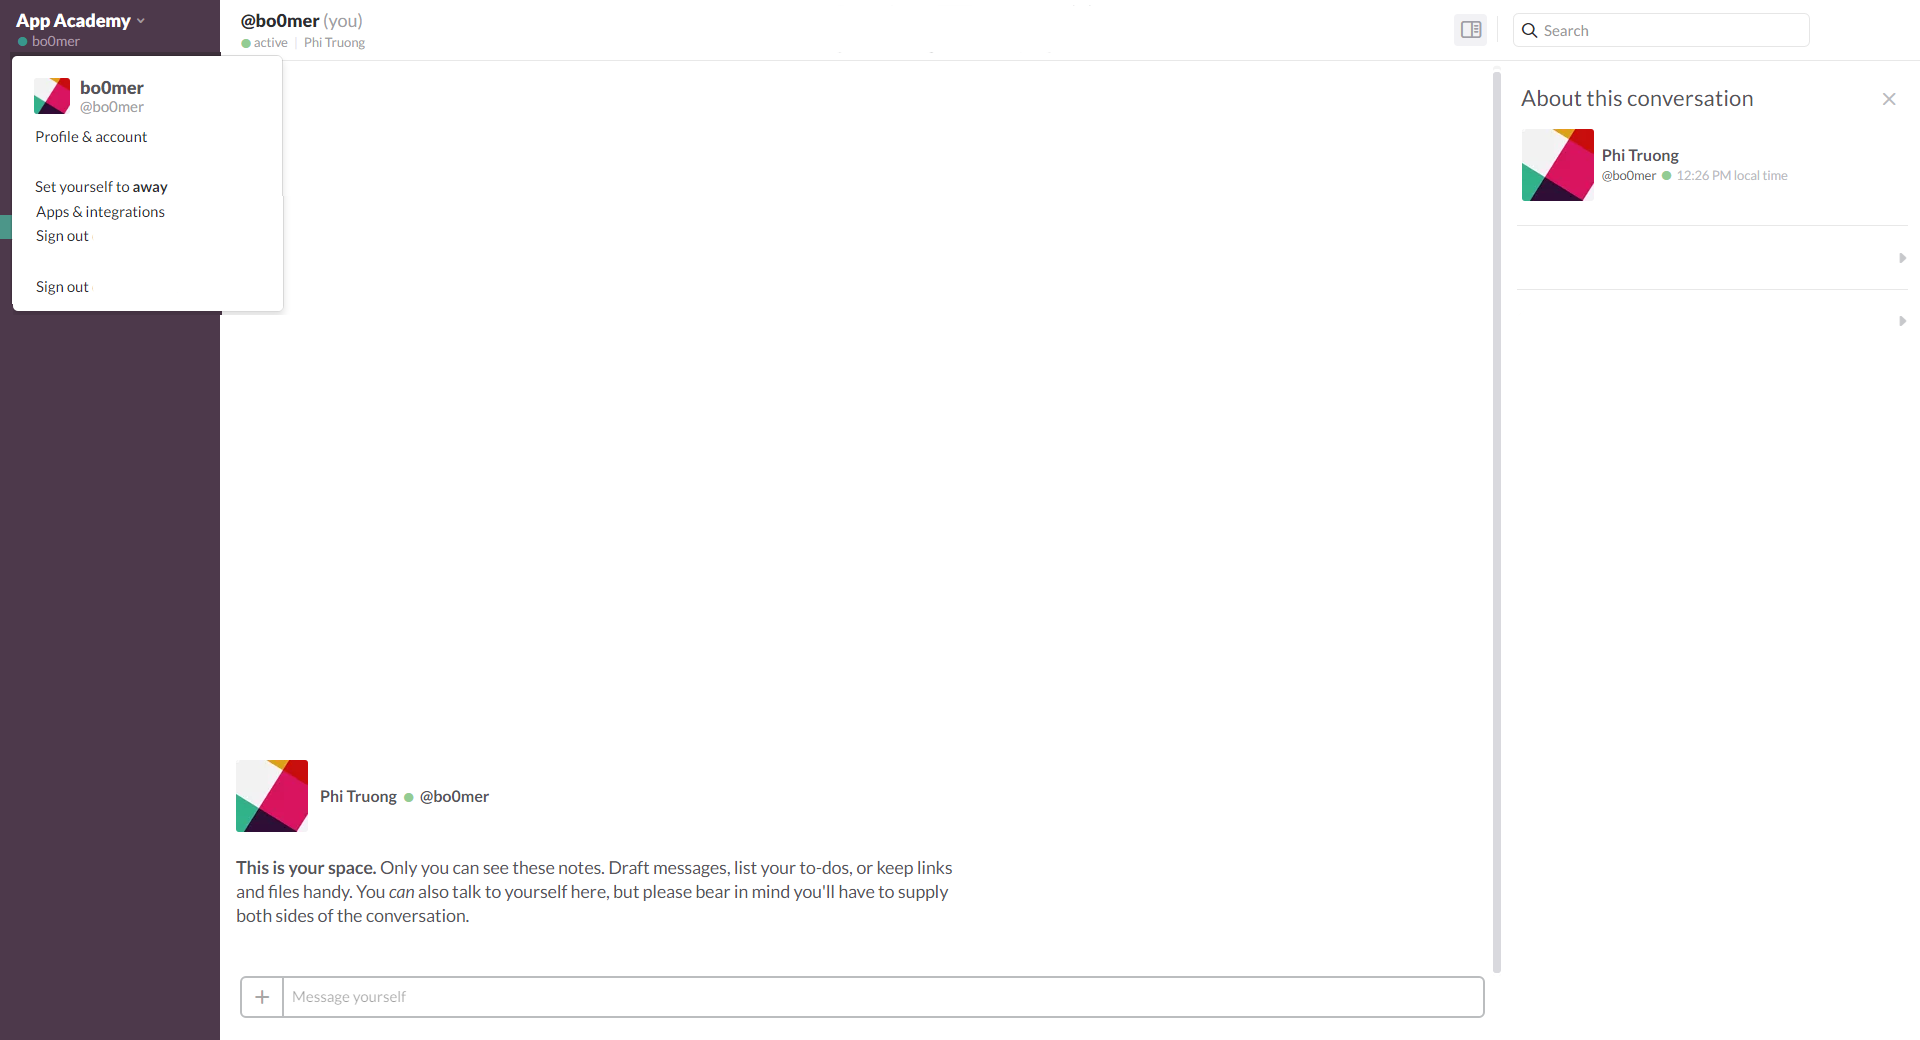 App Academy
bo0mer
@bo0mer (you)
active | Phi Truong
Search
bo0mer
@bo0mer
Profile & account
Set yourself to away
Apps & integrations
Sign out
Sign out
About this conversation
Phi Truong
@bo0mer 12:26 PM local time
Phi Truong @bo0mer
This is your space. Only you can see these notes. Draft messages, list your to-dos, or keep links
and files handy. You can also talk to yourself here, but please bear in mind you'll have to supply
both sides of the conversation.
Message yourself